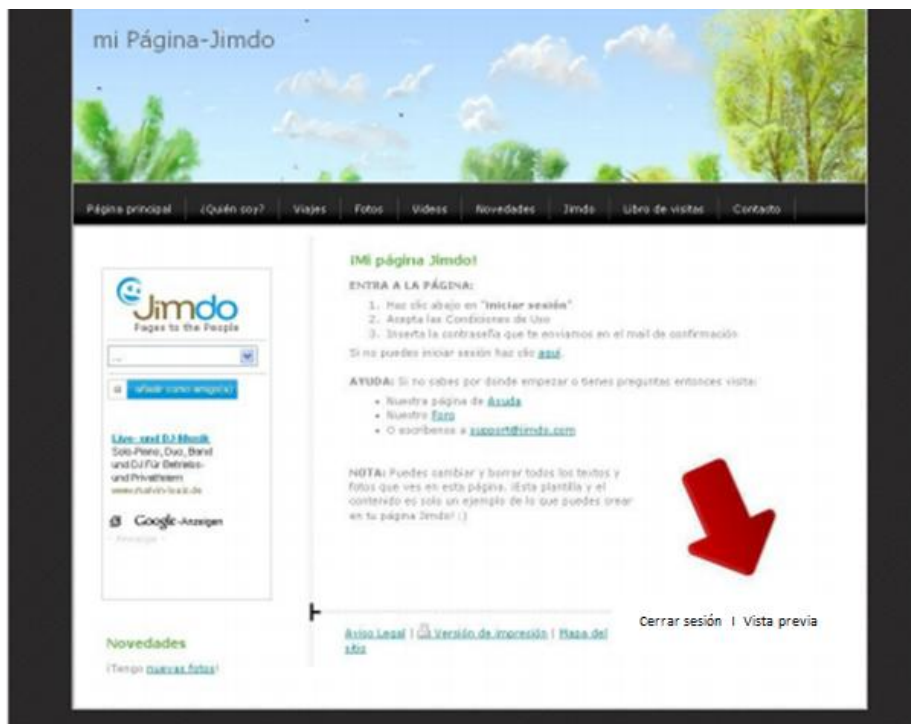 mi Página-Jimdo
Página principal ¿Quién soy? Viajes Fotos Videos Novedades Jimdo Libro de visitas Contacto
Jimdo
Pages to the People
...
añadir como amigo(a)
Live- und DJ-Musik
Solo-Piano, Duo, Band
und DJ Für Betriebs-
und Privatfeiern
Google-Anzeigen
- Anzeige -
Novedades
¡Tengo nuevas fotos!
¡Mi página Jimdo!
ENTRA A LA PÁGINA:
1. Haz clic abajo en "iniciar sesión"
2. Acepta las Condiciones de Uso
3. Inserta la contraseña que te enviamos en el mail de confirmación
Si no puedes iniciar sesión haz clic aquí.
AYUDA: Si no sabes por donde empezar o tienes preguntas entonces visita:
• Nuestra página de Ayuda
• Nuestro Foro
• O escríbenos a support@jimdo.com
NOTA: Puedes cambiar y borrar todos los textos y
fotos que ves en esta página. ¡Esta plantilla y el
contenido es solo un ejemplo de lo que puedes crear
en tu página Jimdo! :)
Aviso Legal | Versión de impresión | Mapa del
sitio
Cerrar sesión I Vista previa